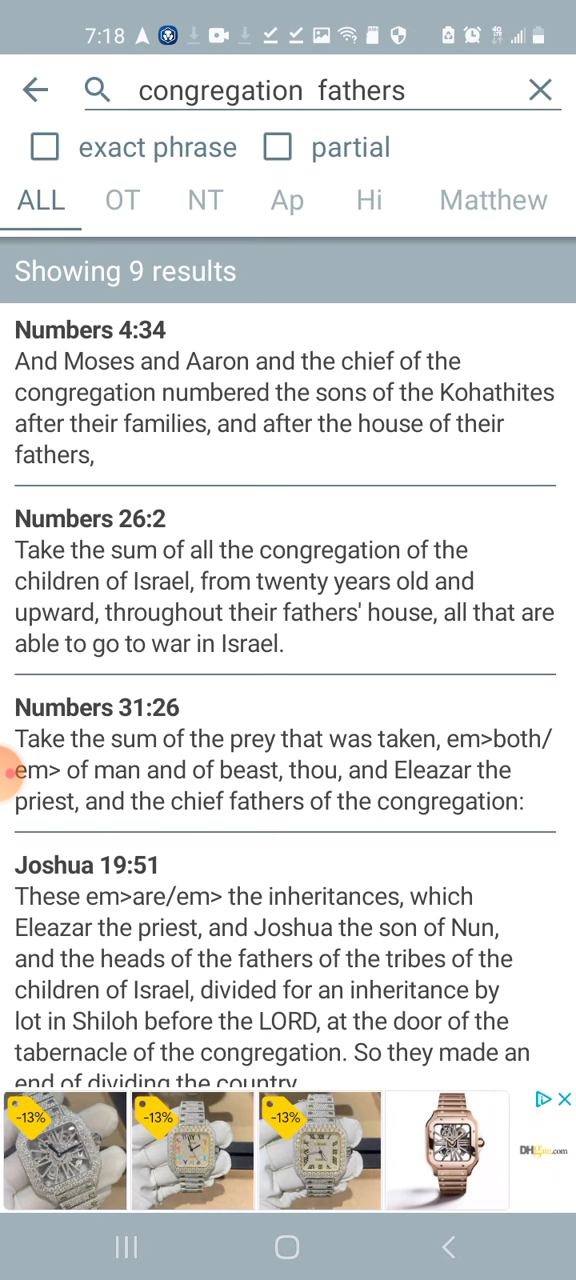 7:18
congregation  fathers
exact phrase partial
ALL OT NT Ap Hi Matthew
Showing 9 results
Numbers 4:34
And Moses and Aaron and the chief of the
congregation numbered the sons of the Kohathites
after their families, and after the house of their
fathers,
Numbers 26:2
Take the sum of all the congregation of the
children of Israel, from twenty years old and
upward, throughout their fathers' house, all that are
able to go to war in Israel.
Numbers 31:26
Take the sum of the prey that was taken, em>both/
em> of man and of beast, thou, and Eleazar the
priest, and the chief fathers of the congregation:
Joshua 19:51
These em>are/em> the inheritances, which
Eleazar the priest, and Joshua the son of Nun,
and the heads of the fathers of the tribes of the
children of Israel, divided for an inheritance by
lot in Shiloh before the LORD, at the door of the
tabernacle of the congregation. So they made an
end of dividing the country.
-13% -13% -13%
DHgate.com